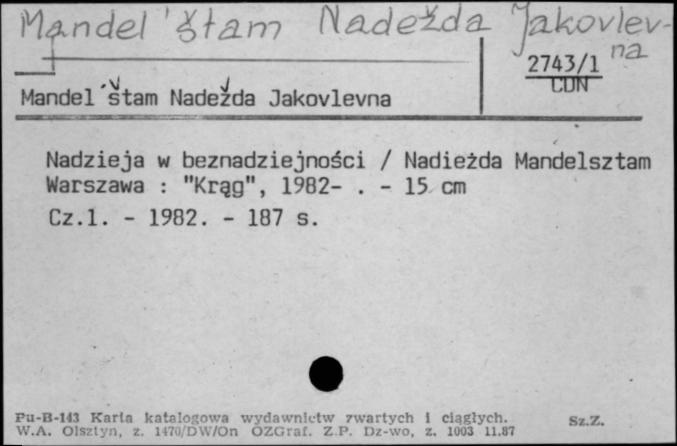 Mandel'štam Nadežda Jakovlev-
na
2743/1
CDN
Mandel'štam Nadežda Jakovlevna
Nadzieja w beznadziejności / Nadieżda Mandelsztam
Warszawa : "Krąg", 1982- . - 15 cm
Cz.1. - 1982. - 187 s.
Pu-B-143 Karta katalogowa wydawnictw zwartych i ciągłych. Sz.Z.
W.A. Olsztyn, z. 1470/DW/On OZGraf. Z.P. Dz-wo, z. 1003 11.87